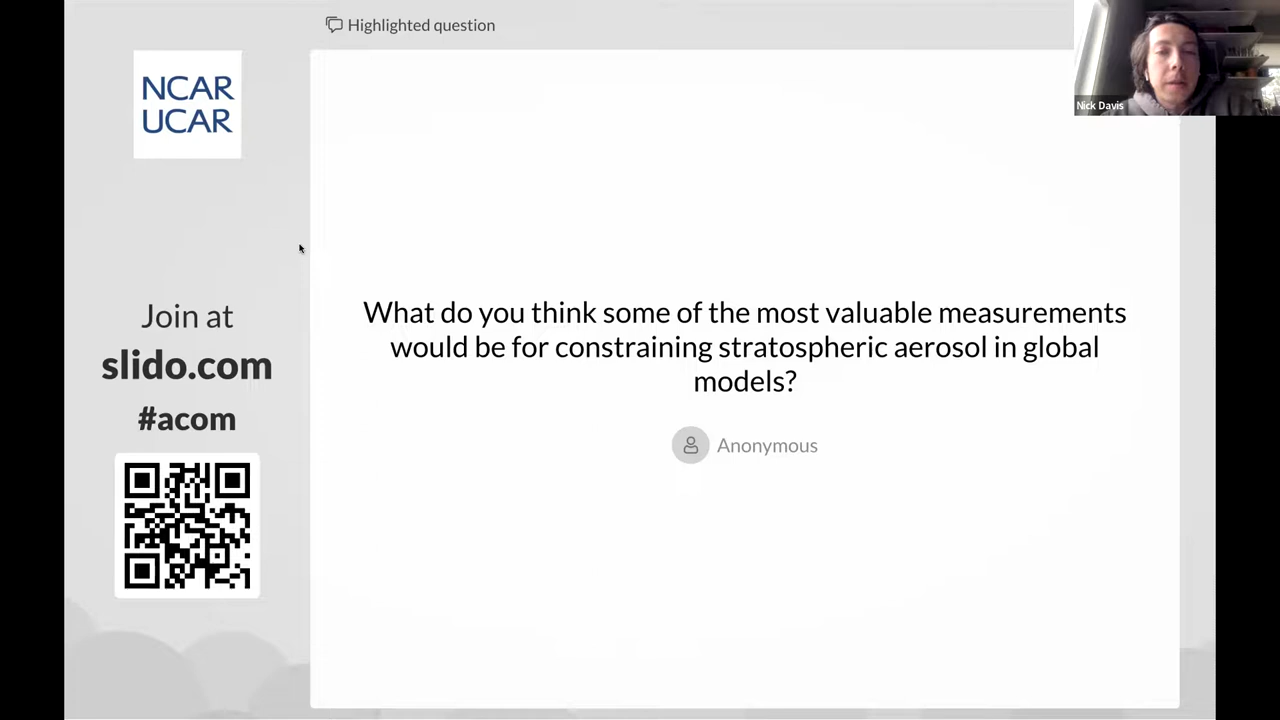 Highlighted question
NCAR
UCAR
Nick Davis
What do you think some of the most valuable measurements
would be for constraining stratospheric aerosol in global
models?
Anonymous
Join at
slido.com
#acom